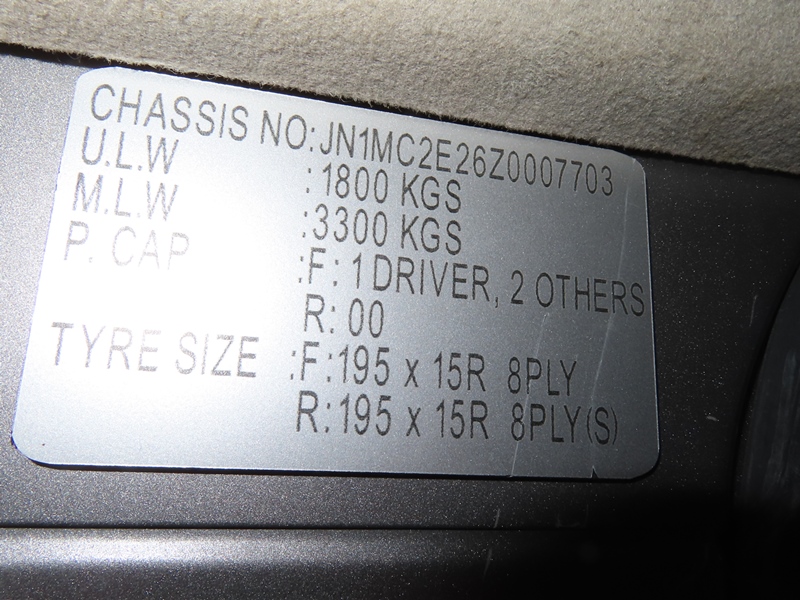 CHASSIS NO: JN1MC2E26Z0007703
U.L.W :1800 KGS
M.L.W :3300 KGS
P. CAP :F: 1 DRIVER, 2 OTHERS
R: 00
TYRE SIZE :F:195 x 15R 8PLY
R:195 x 15R 8PLY(S)